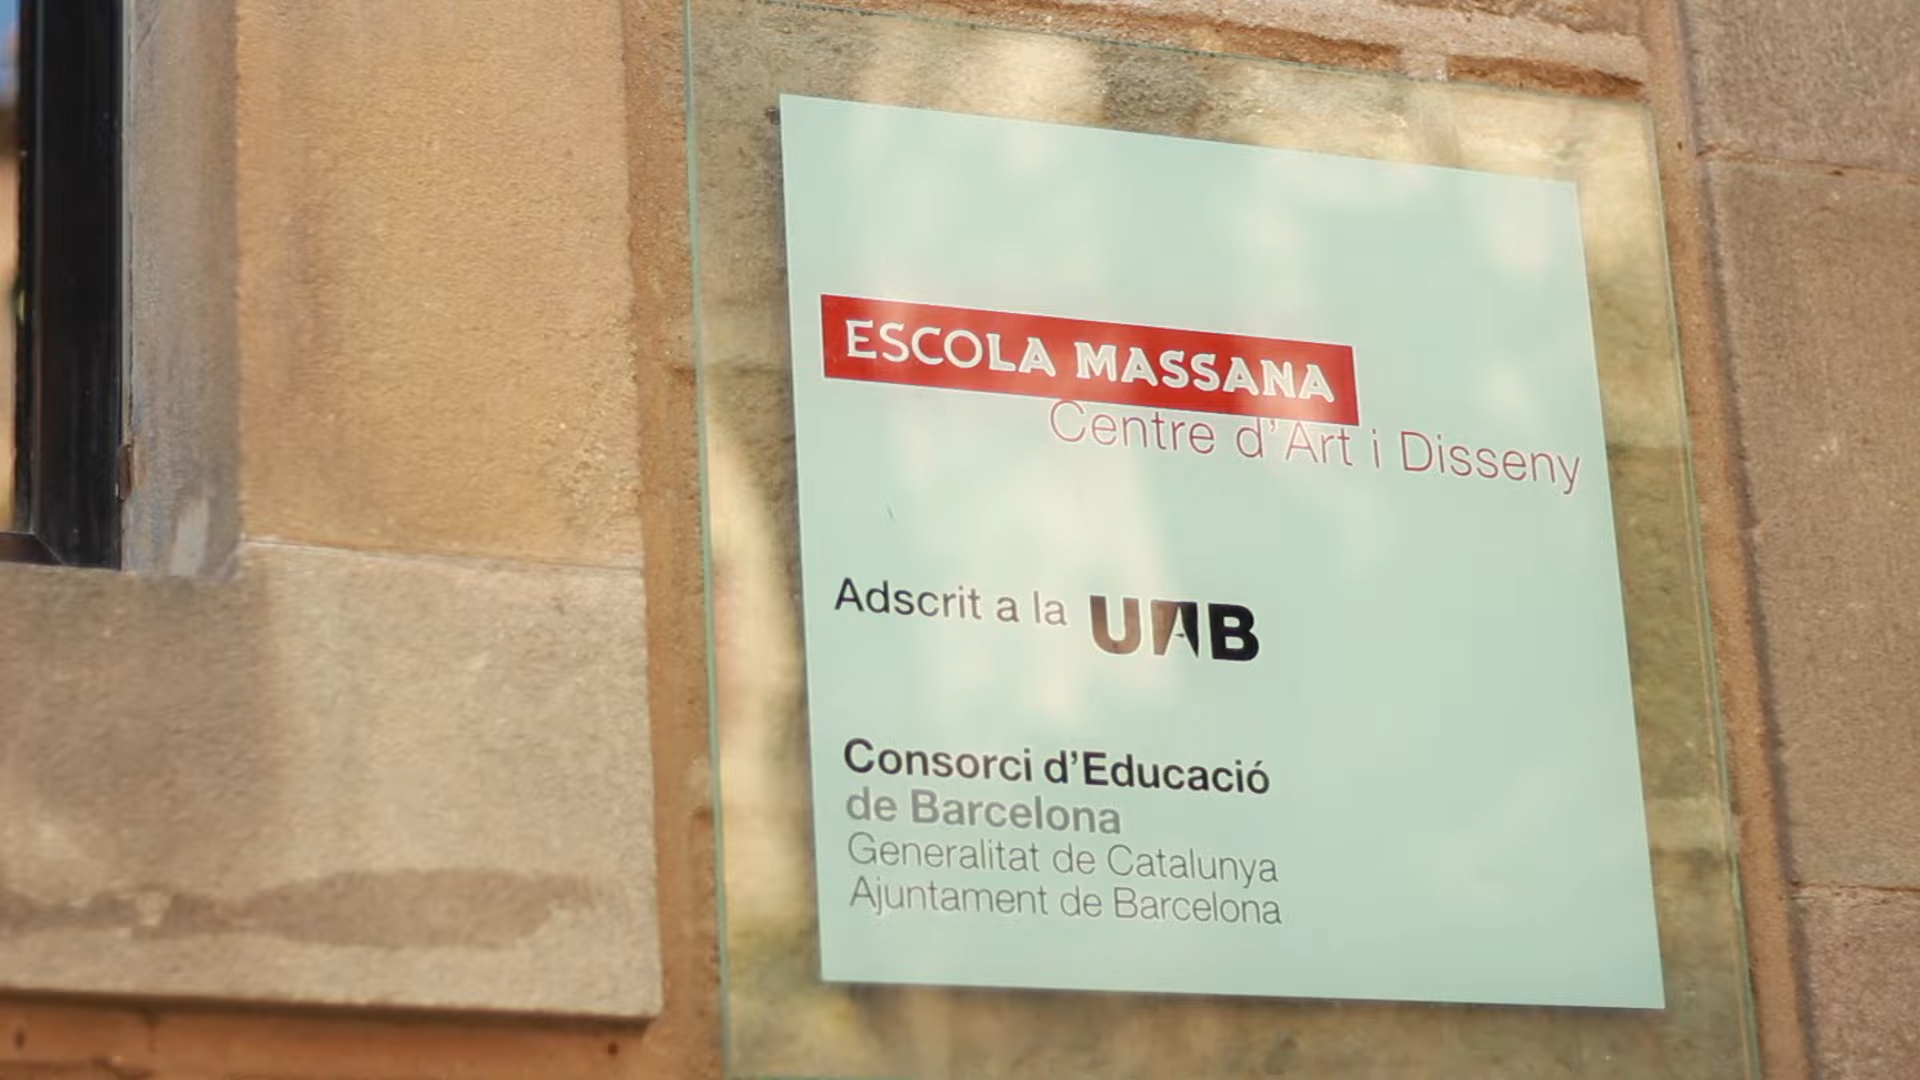 ESCOLA MASSANA
Centre d'Art i Disseny
Adscrit a la UAB
Consorci d'Educació
de Barcelona
Generalitat de Catalunya
Ajuntament de Barcelona